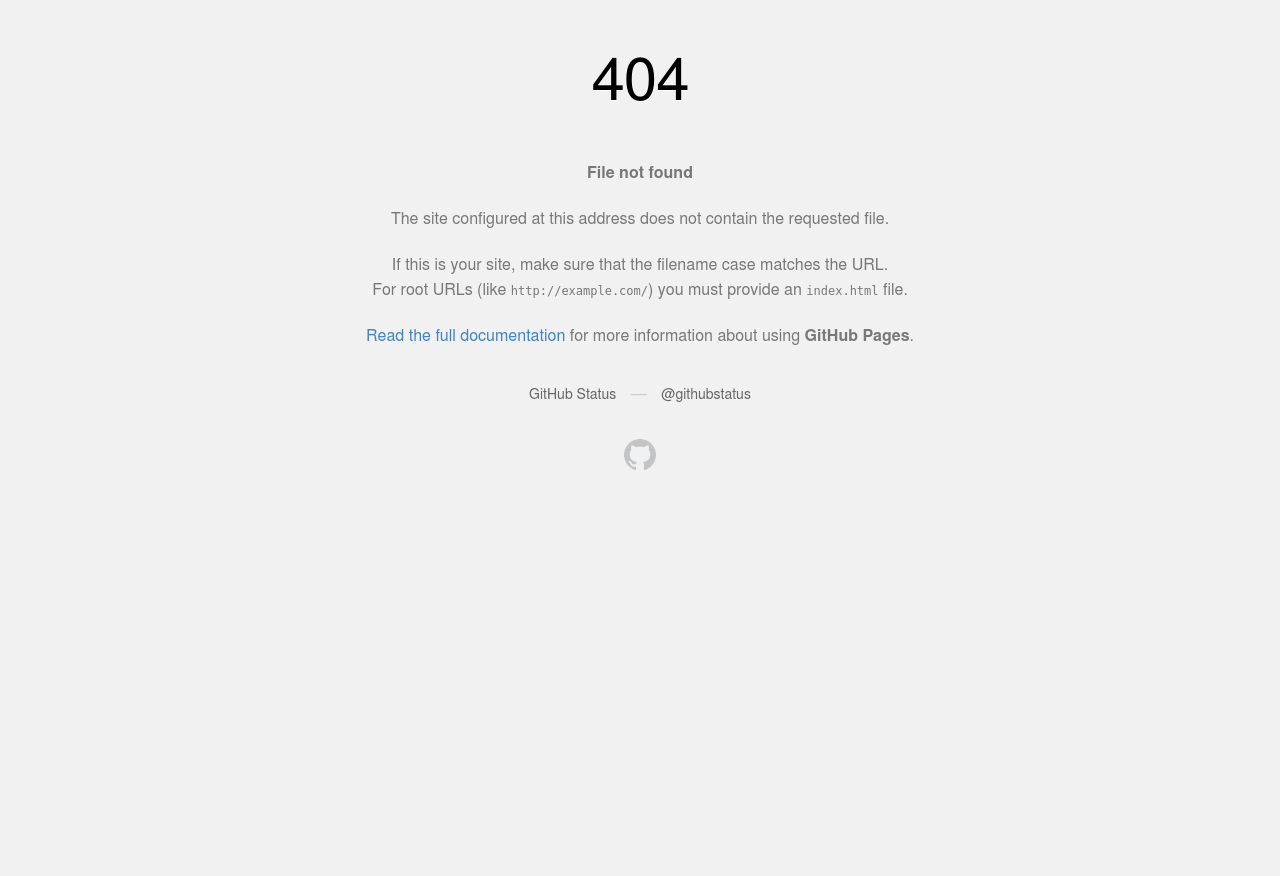 404
File not found
The site configured at this address does not contain the requested file.
If this is your site, make sure that the filename case matches the URL.
For root URLs (like http://example.com/) you must provide an index.html file.
Read the full documentation for more information about using GitHub Pages.
GitHub Status — @githubstatus